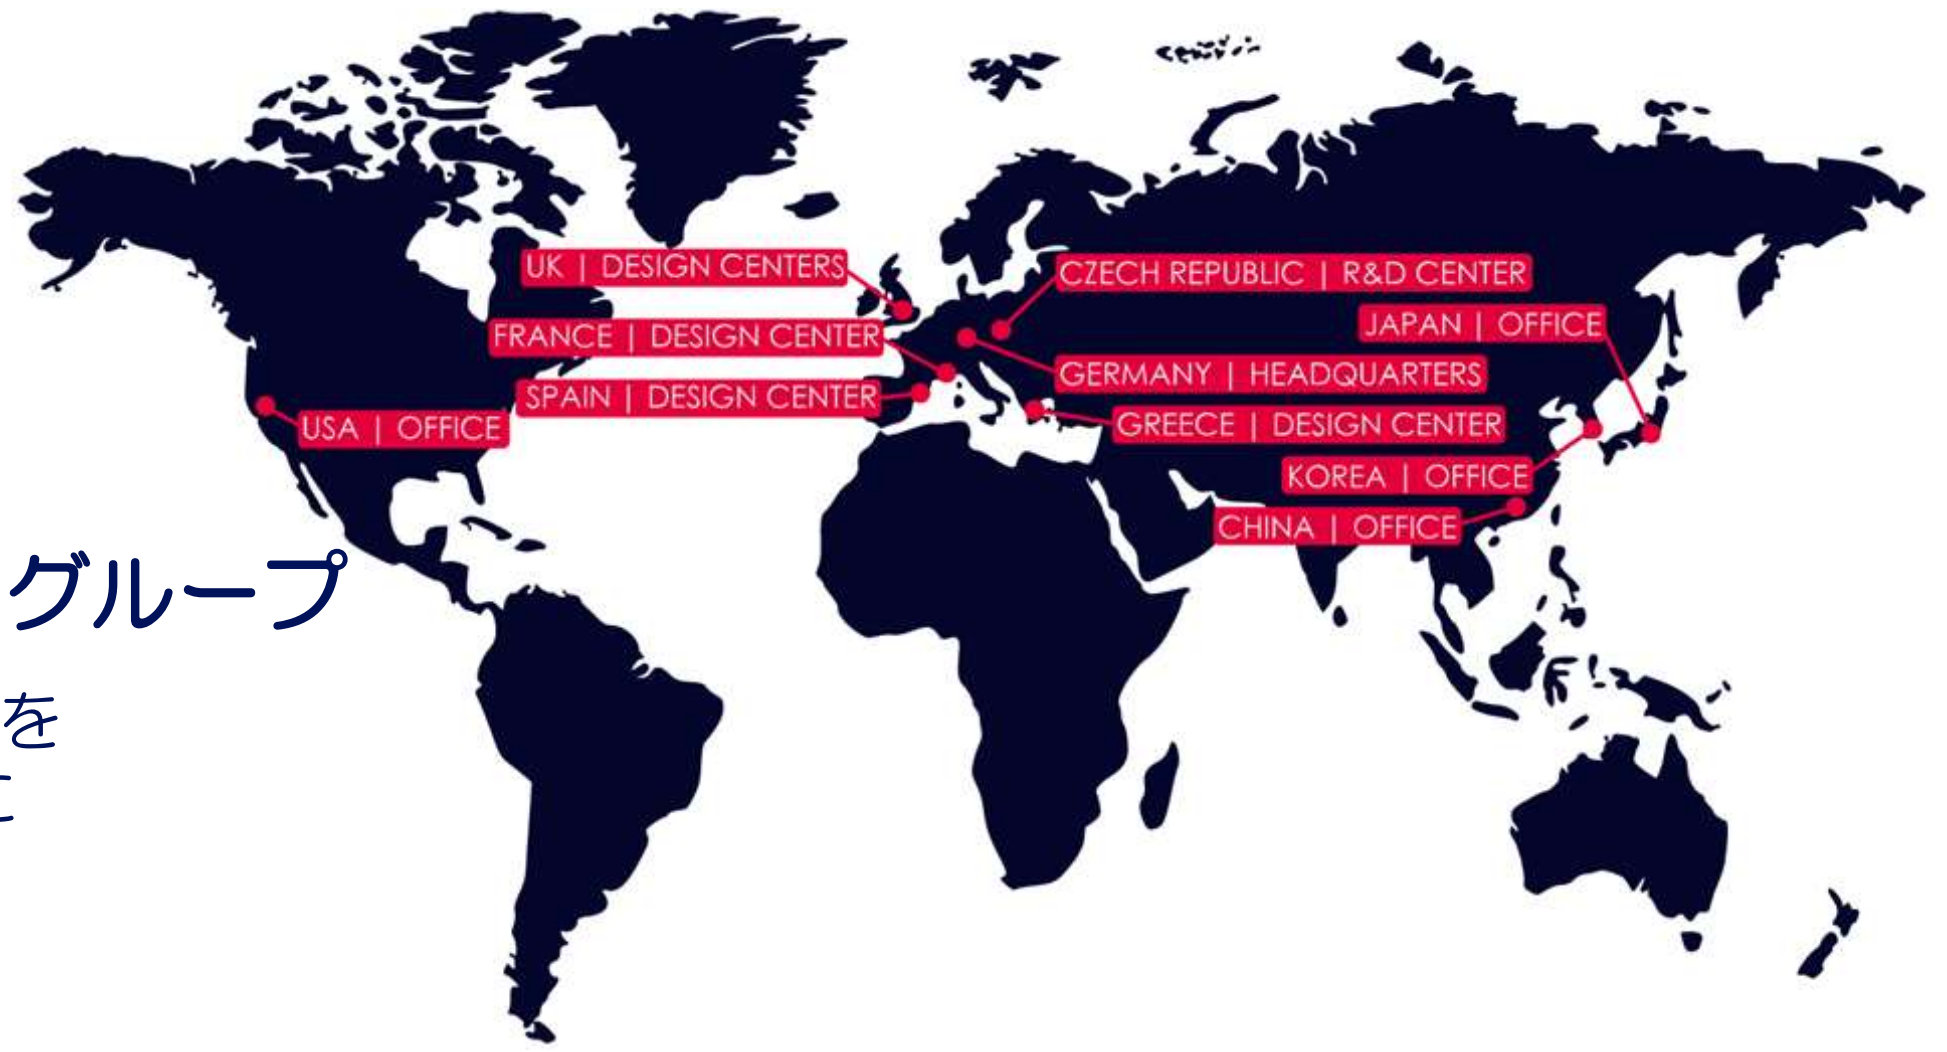 UK | DESIGN CENTERS
CZECH REPUBLIC | R&D CENTER
FRANCE | DESIGN CENTER
JAPAN | OFFICE
GERMANY | HEADQUARTERS
SPAIN | DESIGN CENTER
USA | OFFICE
GREECE | DESIGN CENTER
KOREA | OFFICE
CHINA | OFFICE
グループ
を